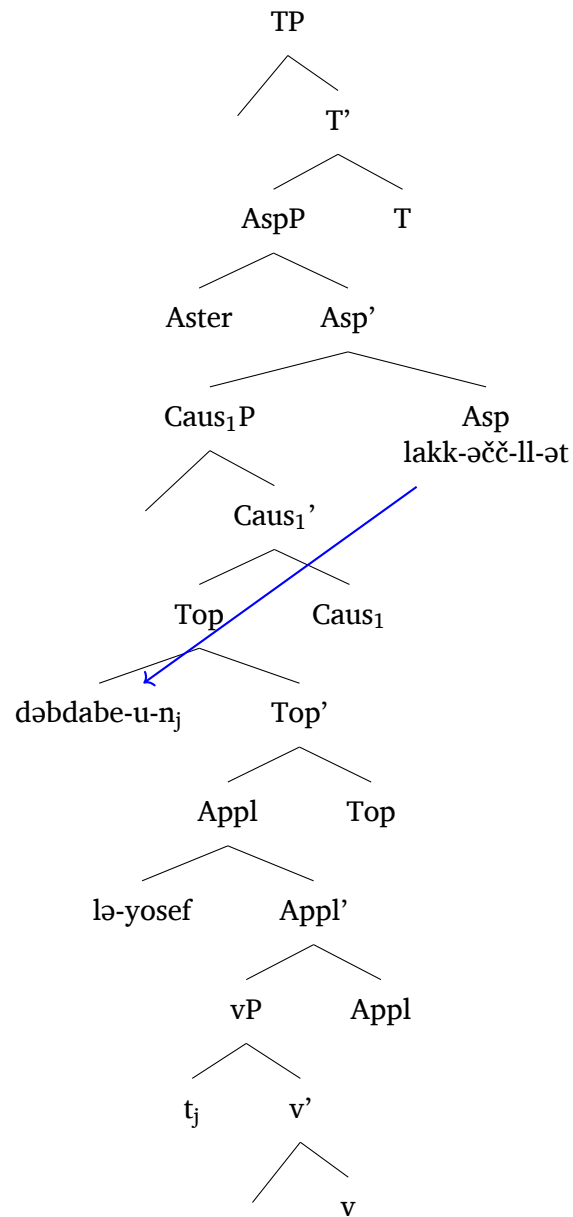 TP
T’
AspP T
Aster Asp’
Caus₁P Asp
lakk-əčč-ll-ət
Caus₁’
Top Caus₁
dəbdabe-u-nⱼ Top’
Appl Top
lə-yosef Appl’
vP Appl
tⱼ v’
v